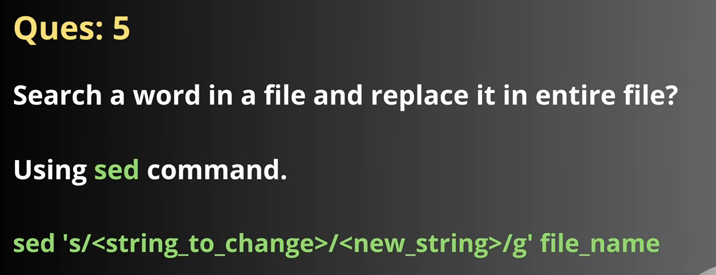 Ques: 5
Search a word in a file and replace it in entire file?
Using sed command.
sed 's/<string_to_change>/<new_string>/g' file_name